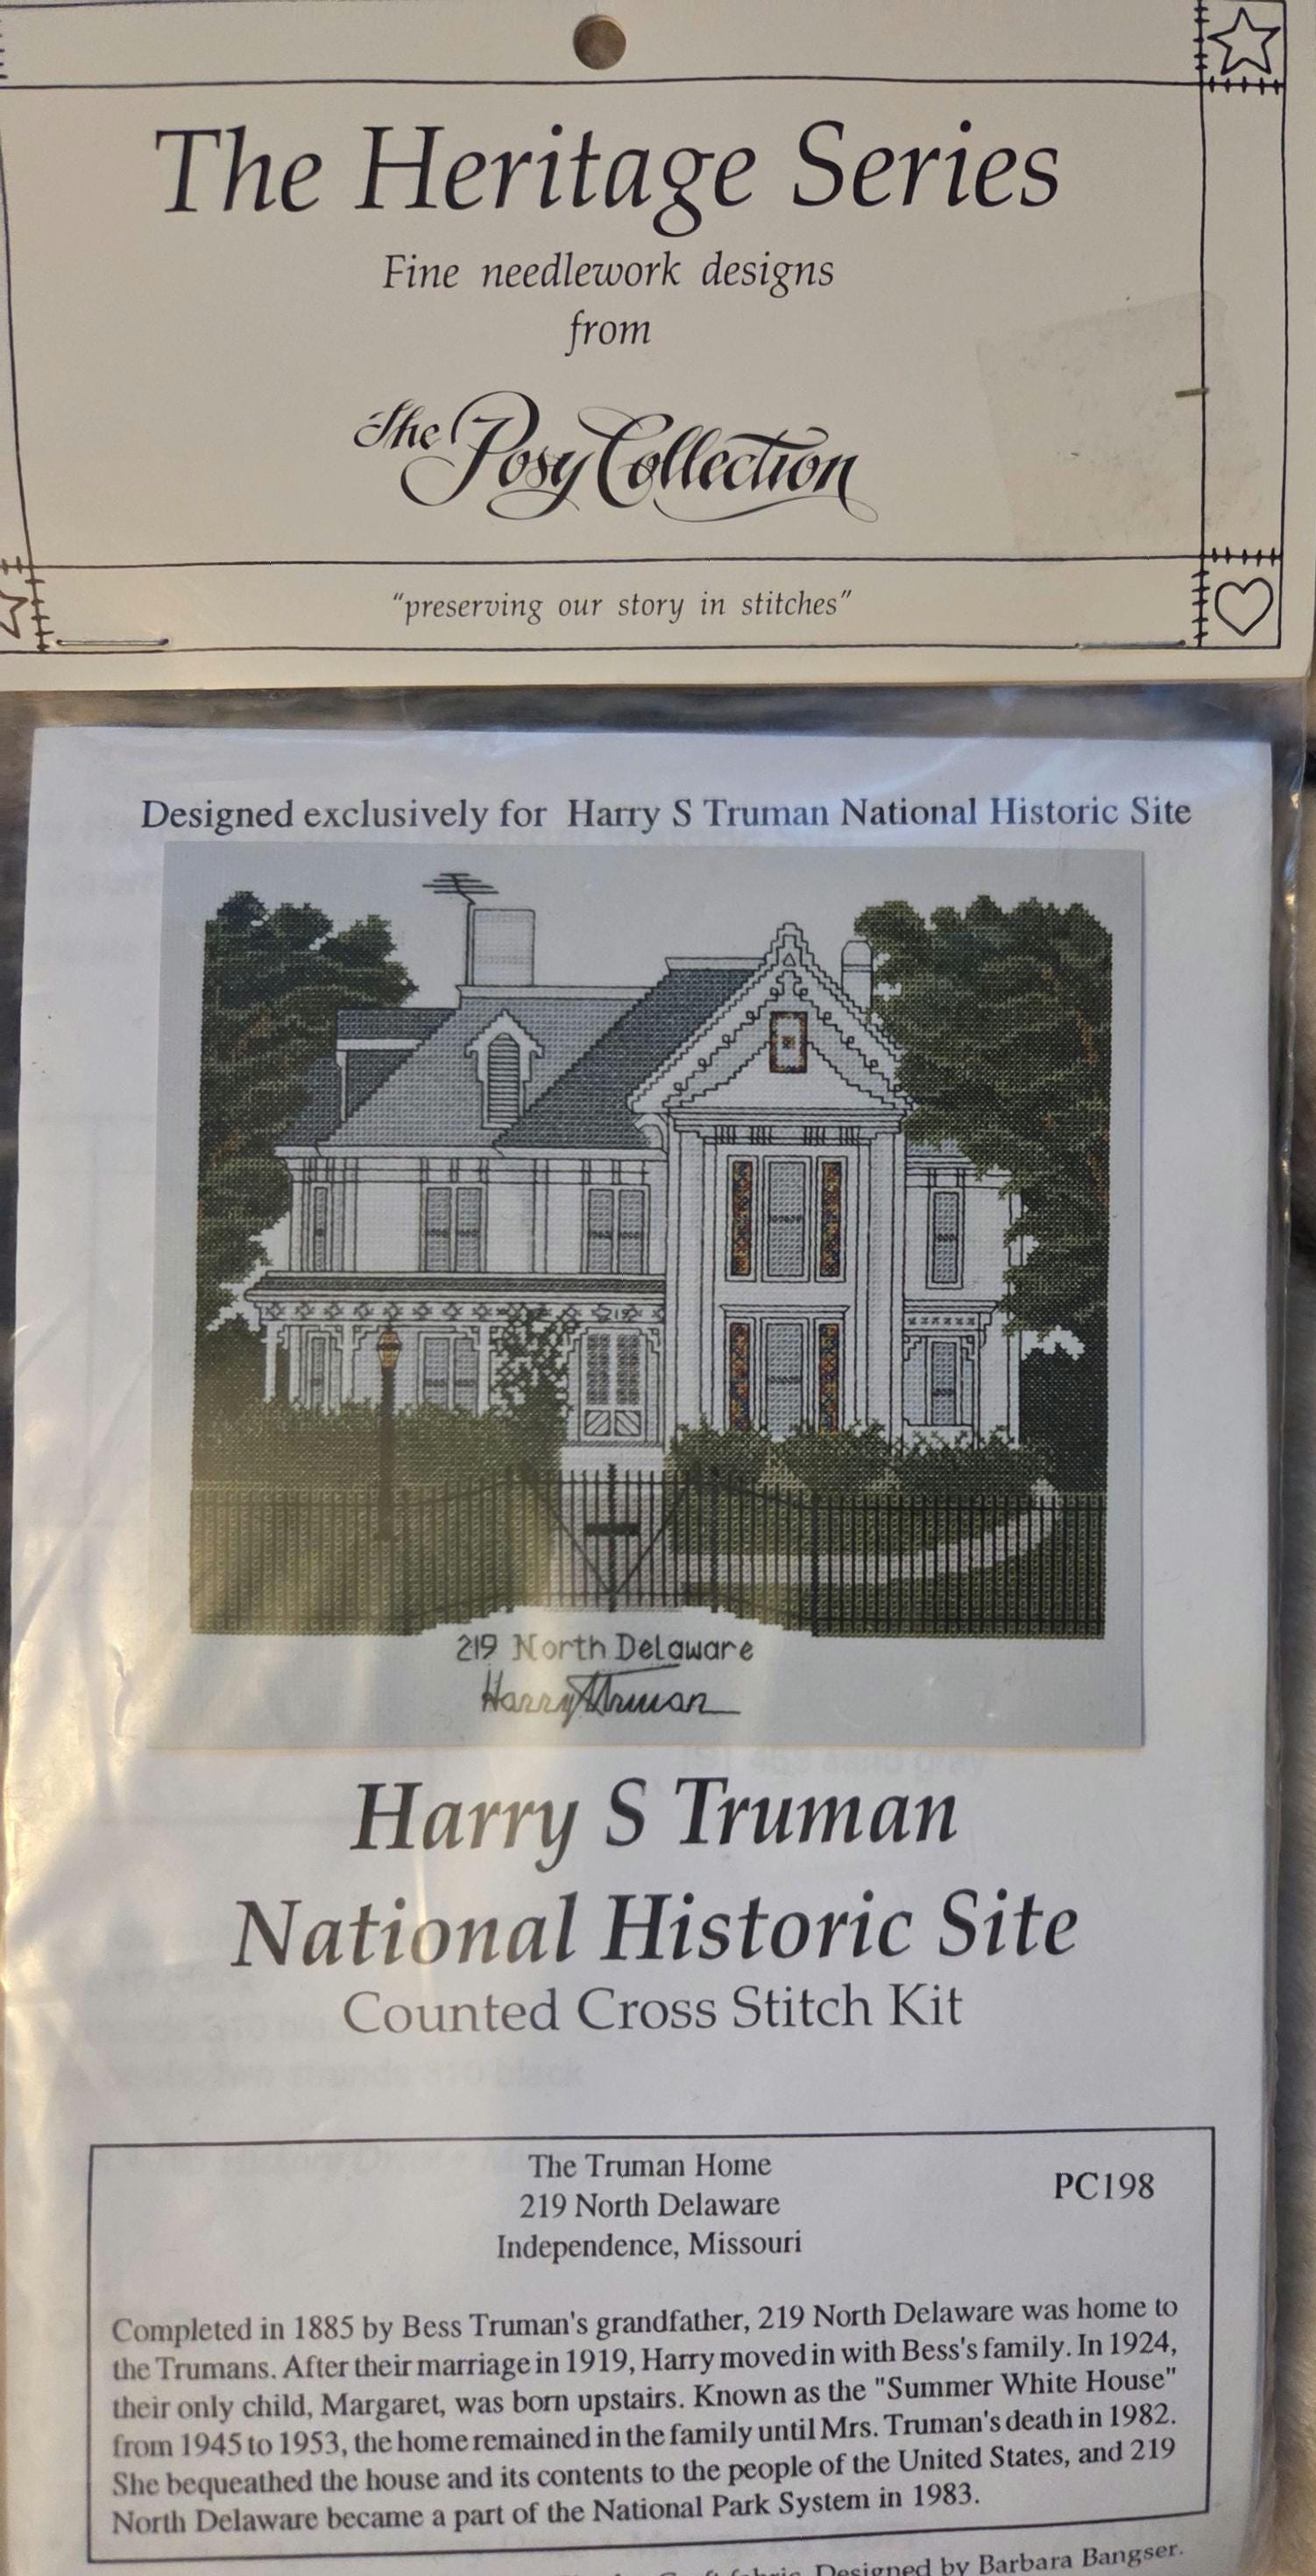 The Heritage Series
Fine needlework designs
from
The Posy Collection
"preserving our story in stitches"
Designed exclusively for Harry S Truman National Historic Site
219
219 North Delaware
Harry S Truman
Harry S Truman
National Historic Site
Counted Cross Stitch Kit
The Truman Home
219 North Delaware
PC198
Independence, Missouri
Completed in 1885 by Bess Truman's grandfather, 219 North Delaware was home to
the Trumans. After their marriage in 1919, Harry moved in with Bess's family. In 1924,
their only child, Margaret, was born upstairs. Known as the "Summer White House"
from 1945 to 1953, the home remained in the family until Mrs. Truman's death in 1982.
She bequeathed the house and its contents to the people of the United States, and 219
North Delaware became a part of the National Park System in 1983.
Designed by Barbara Bangser.